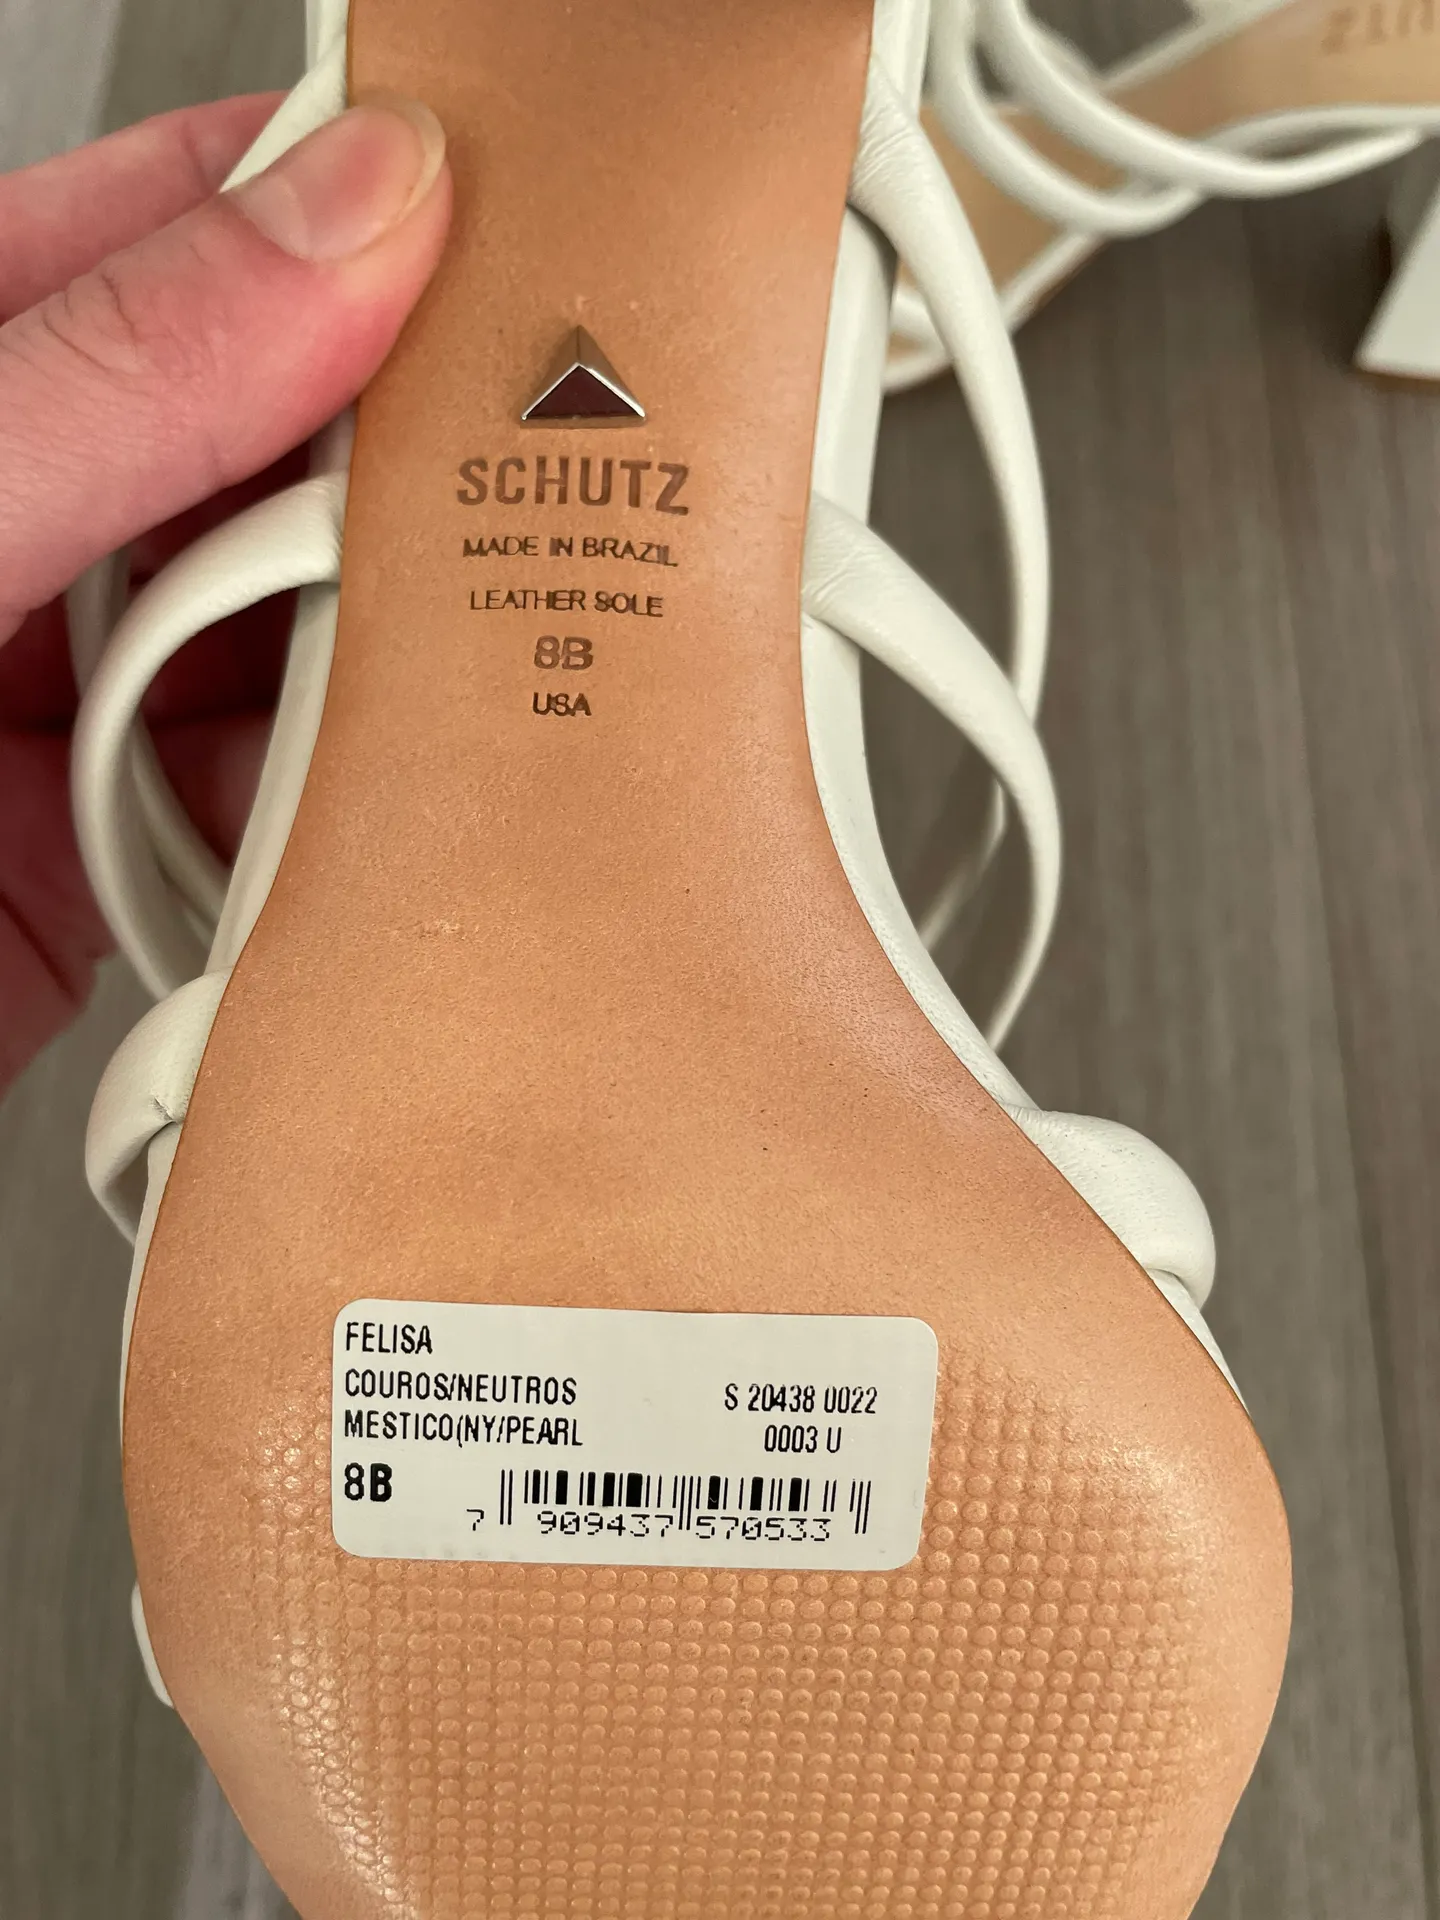 SCHUTZ
MADE IN BRAZIL
LEATHER SOLE
8B
USA
FELISA
COUROS/NEUTROS
MESTICO(NY/PEARL
S 20438 0022
0003 U
8B
7 909437 570533